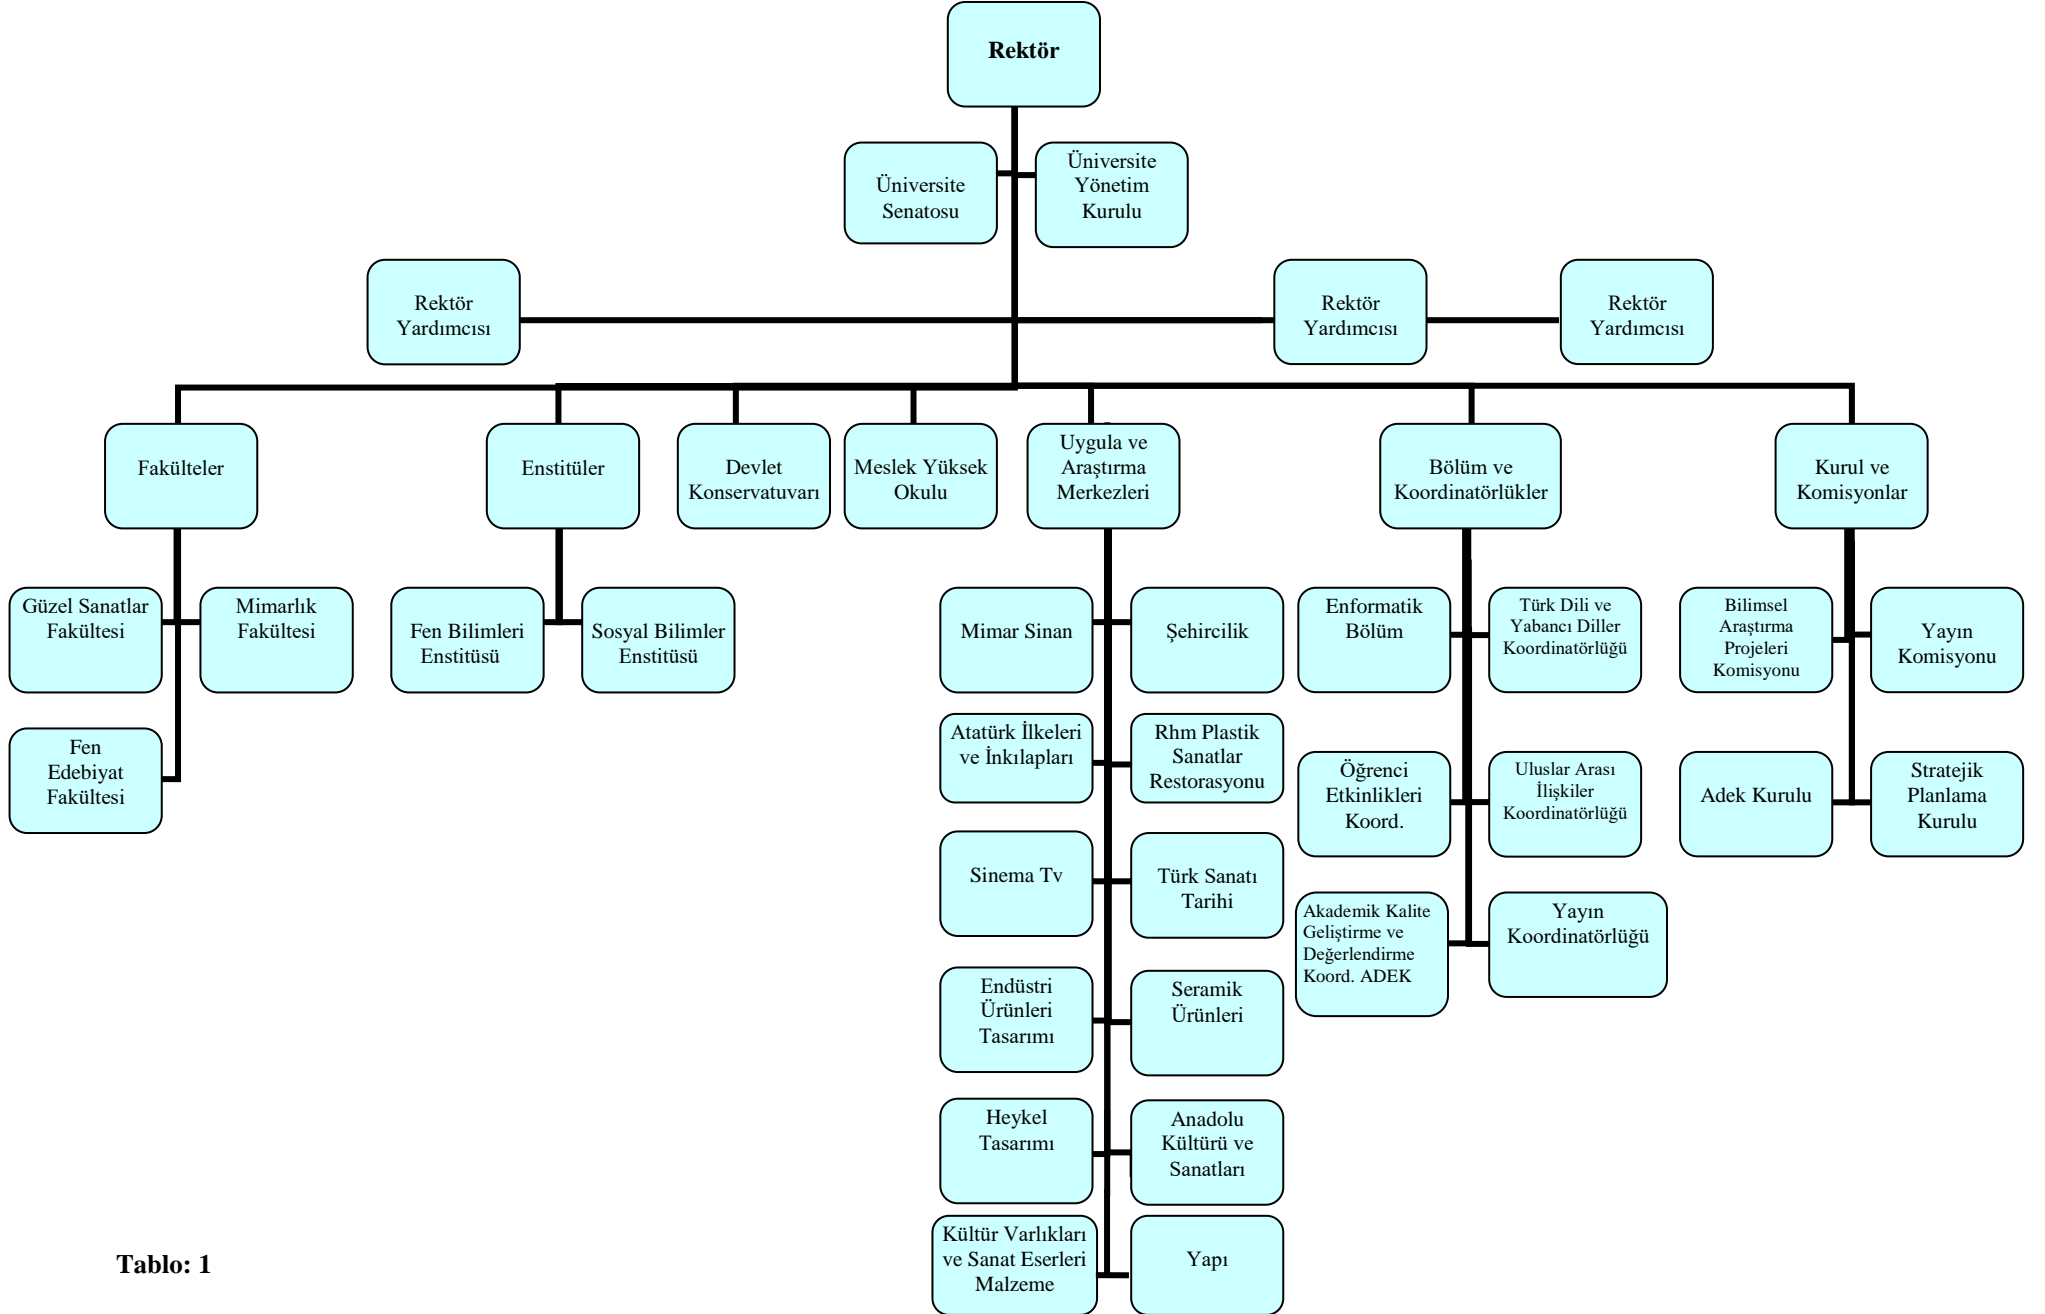 Rektör
Üniversite
Senatosu
Üniversite
Yönetim
Kurulu
Rektör
Yardımcısı
Rektör
Yardımcısı
Rektör
Yardımcısı
Fakülteler
Enstitüler
Devlet
Konservatuvarı
Meslek Yüksek
Okulu
Uygula ve
Araştırma
Merkezleri
Bölüm ve
Koordinatörlükler
Kurul ve
Komisyonlar
Güzel Sanatlar
Fakültesi
Mimarlık
Fakültesi
Fen Bilimleri
Enstitüsü
Sosyal Bilimler
Enstitüsü
Mimar Sinan
Şehircilik
Enformatik
Bölüm
Türk Dili ve
Yabancı Diller
Koordinatörlüğü
Bilimsel
Araştırma
Projeleri
Komisyonu
Yayın
Komisyonu
Fen
Edebiyat
Fakültesi
Atatürk İlkeleri
ve İnkılapları
Rhm Plastik
Sanatlar
Restorasyonu
Öğrenci
Etkinlikleri
Koord.
Uluslar Arası
İlişkiler
Koordinatörlüğü
Adek Kurulu
Stratejik
Planlama
Kurulu
Sinema Tv
Türk Sanatı
Tarihi
Akademik Kalite
Geliştirme ve
Değerlendirme
Koord. ADEK
Yayın
Koordinatörlüğü
Endüstri
Ürünleri
Tasarımı
Seramik
Ürünleri
Heykel
Tasarımı
Anadolu
Kültürü ve
Sanatları
Kültür Varlıkları
ve Sanat Eserleri
Malzeme
Yapı
Tablo: 1